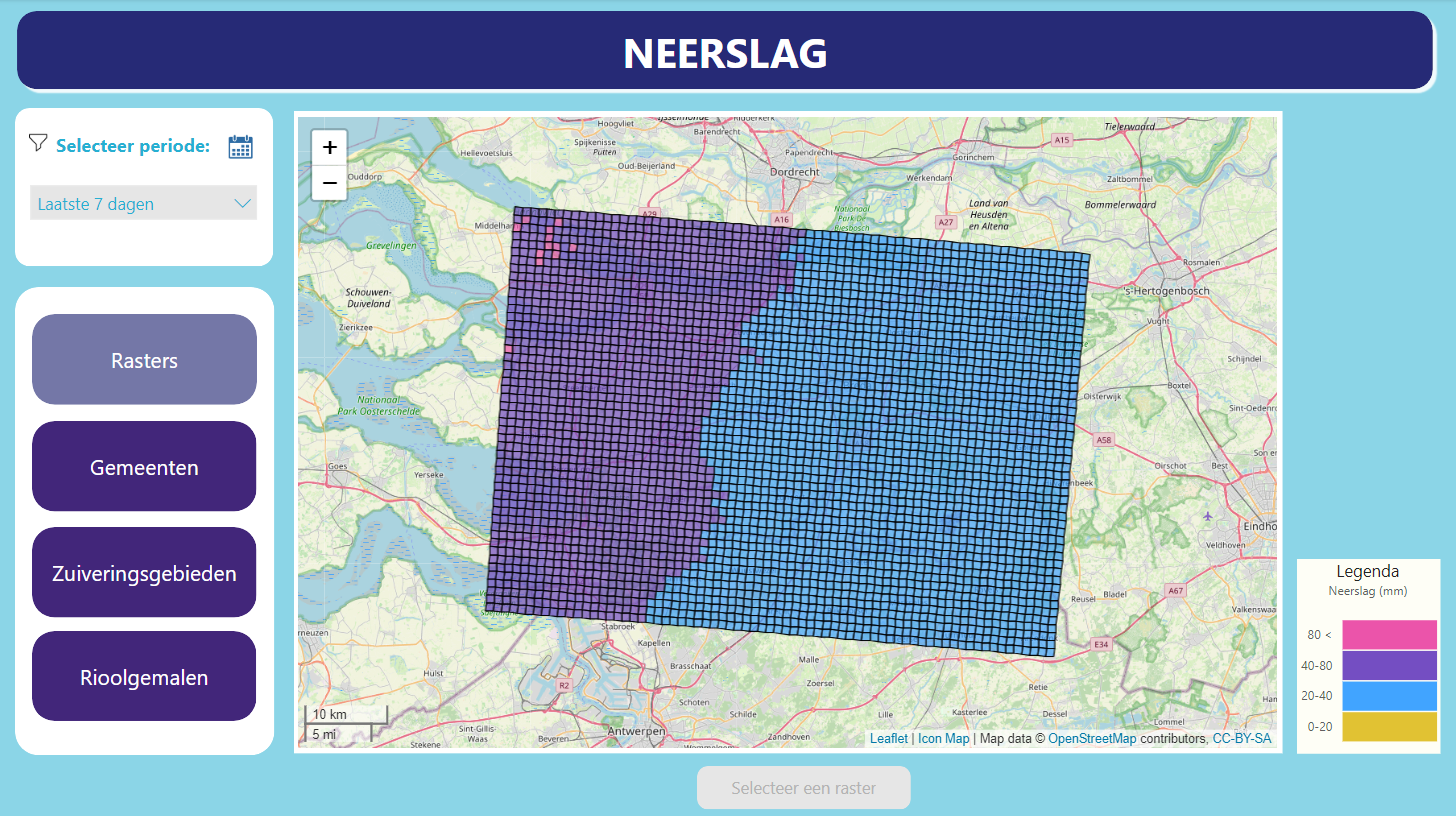 NEERSLAG
Selecteer periode:
Laatste 7 dagen
Rasters
Gemeenten
Zuiveringsgebieden
Rioolgemalen
+
−
Hoogvliet
Ridderkerk
Barendrecht
Hellevoetsluis
Spijkenisse
Putten
Papendrecht
Oud-Beijerland
Dordrecht
Gorinchem
A15
Tielerwaard
Ouddorp
Werkendam
Zaltbommel
Nationaal
Park De
Biesbosch
Land van
Heusden
en Altena
Bommelerwaard
A29
A16
A27
Middelha
Grevelingen
Rosmalen
Schouwen-
Duiveland
's-Hertogenbosch
Zierikzee
Vught
Schijndel
Boxtel
Nationaal
Park Oosterschelde
Oisterwijk
Sint-Oedenr
A58
Goes
Yerseke
Oirschot
Best
Son en
nbeek
Eindho
Veldhoven
Reusel
Bladel
A67
Valkenswaa
rneuzen
Stabroek
Kapellen
E34
Brasschaat
Malle
Hulst
R2
Zoersel
Retie
Han
Schoten
Schilde
Lille
Kasterlee
Dessel
Lommel
10 km
5 mi
Sint-Gillis-
Waas
Stekene
Beveren
Antwerpen
Zandhoven
Leaflet | Icon Map | Map data © OpenStreetMap contributors, CC-BY-SA
Legenda
Neerslag (mm)
80 <
40-80
20-40
0-20
Selecteer een raster